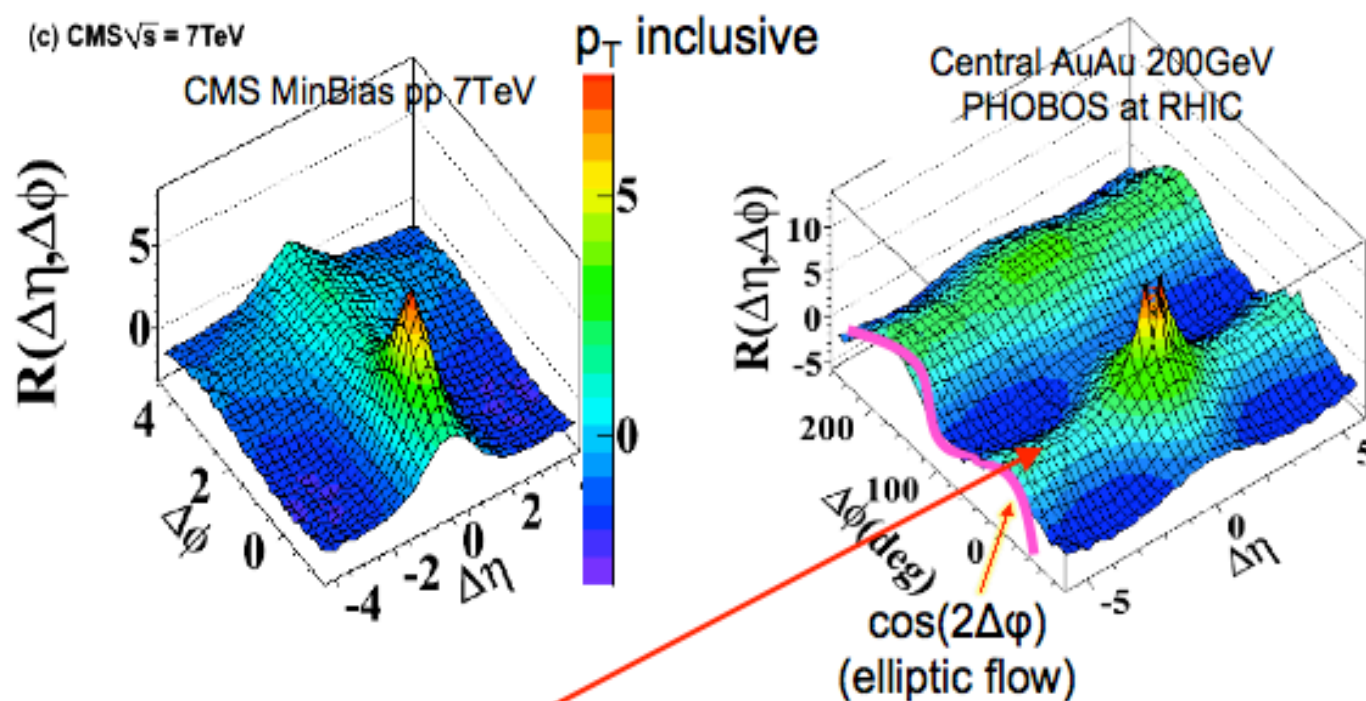 (c) CMS √s = 7TeV
CMS MinBias pp 7TeV
p_T inclusive
R(Δη,Δϕ)
5
0
4
2
0
Δϕ
-4
-2
0
2
Δη
5
0
Central AuAu 200GeV
PHOBOS at RHIC
R(Δη,Δϕ)
10
5
0
-5
200
100
0
Δϕ(deg)
-5
0
5
Δη
cos(2Δφ)
(elliptic flow)